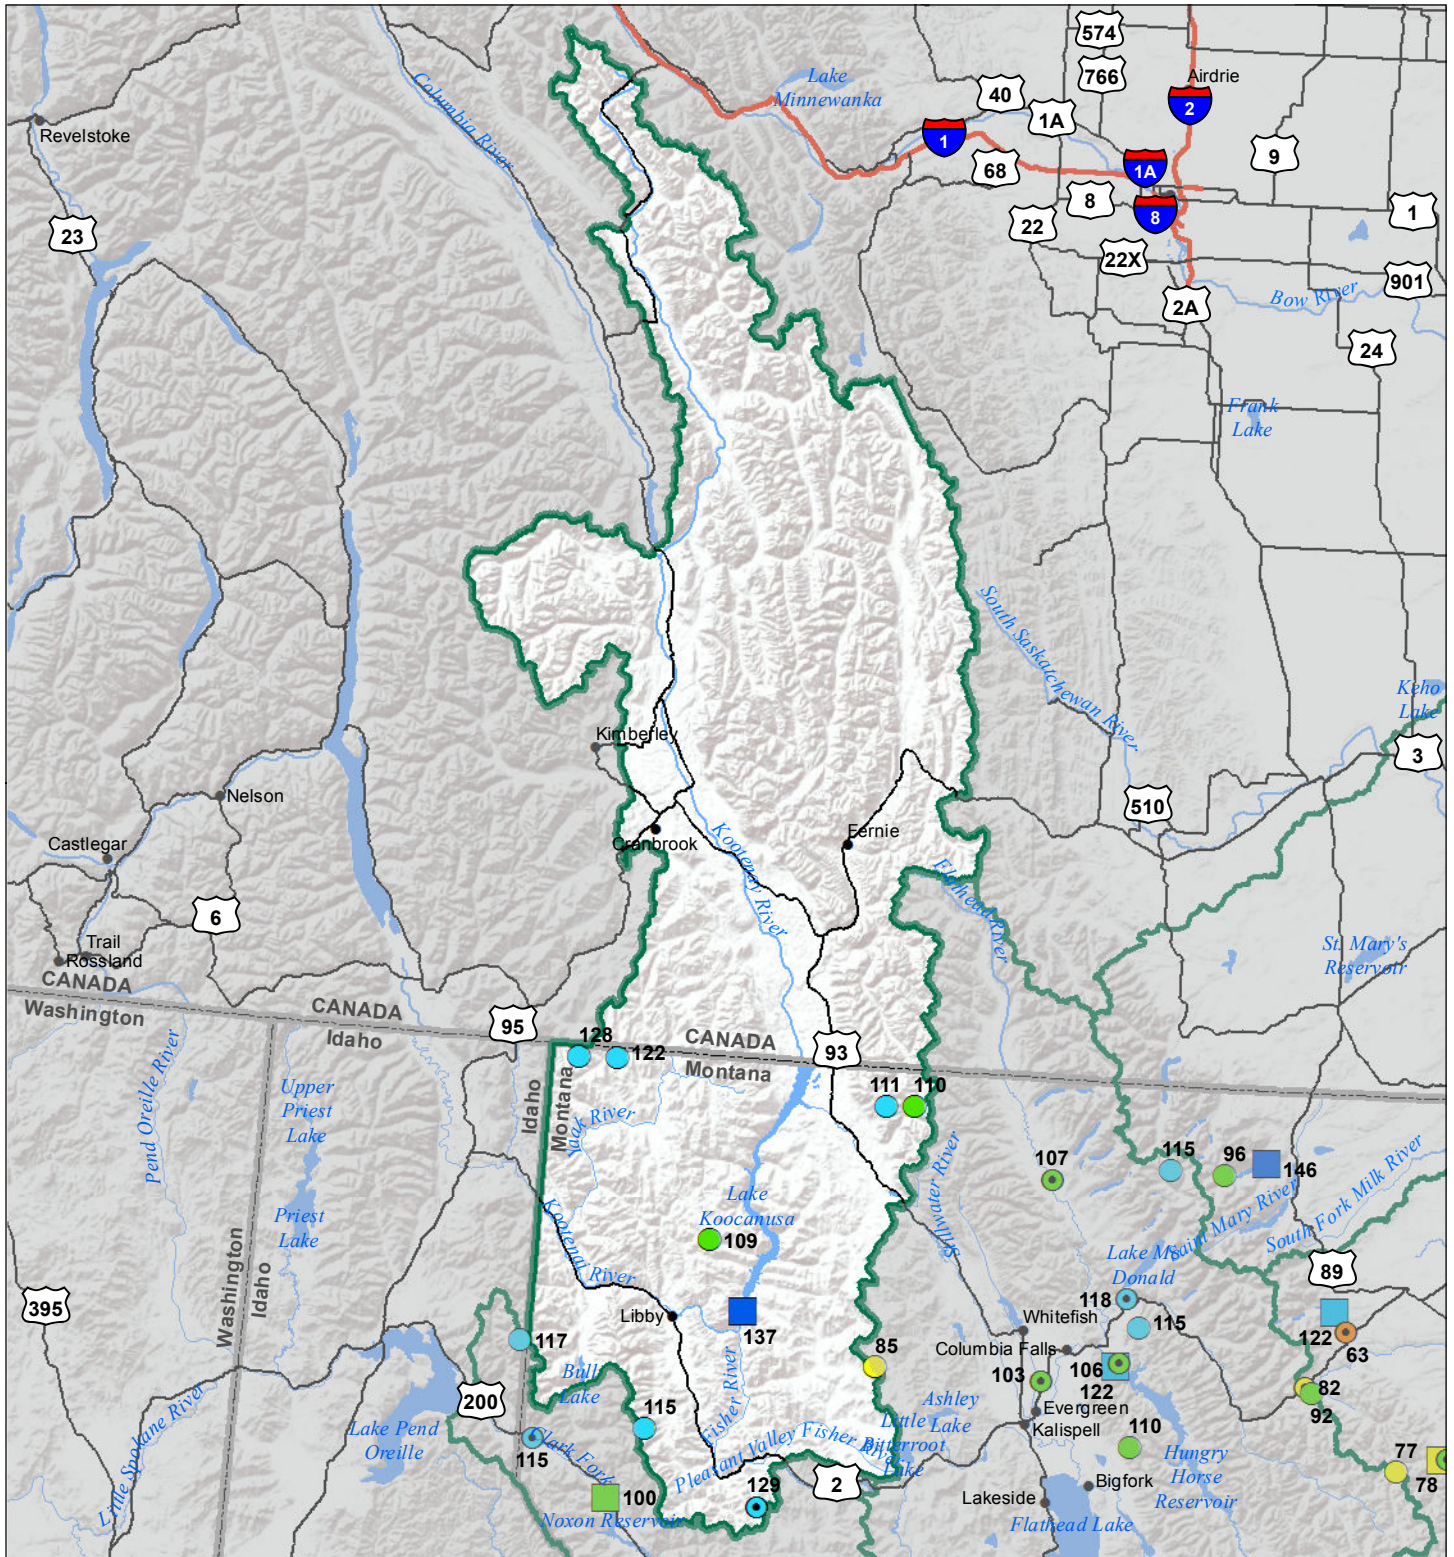 574
766
Airdrie
Lake
Minnewanka
40
2
1A
Columbia River
Revelstoke
1
9
1A
68
8
8
1
22
23
22X
901
Bow River
2A
24
Frank
Lake
South Saskatchewan River
Keho
Lake
Kimberley
3
Nelson
510
Kootenay River
Fernie
Cranbrook
Castlegar
Flathead River
6
Trail
Rossland
St. Mary's
Reservoir
CANADA
Washington
CANADA
Idaho
95
128
122
CANADA
Montana
93
Pend Oreille River
Upper
Priest
Lake
Idaho
Montana
Yaak River
111
110
Stillwater River
107
115
96
146
Saint Mary River
South Fork Milk River
Priest
Lake
Lake
Koocanusa
109
Kootenai River
Washington
Idaho
Lake Mc
Donald
89
395
118
Libby
137
Whitefish
115
122
63
117
Columbia Falls
85
106
122
103
82
92
Bull
Lake
Fisher River
200
Ashley
Lake
Evergreen
Kalispell
115
Little
Bitterroot
Lake
Little Spokane River
Lake Pend
Oreille
115
Clark Fork
Pleasant Valley Fisher River
110
Hungry
Horse
Reservoir
77
78
2
Bigfork
129
100
Noxon Reservoir
Lakeside
Flathead Lake